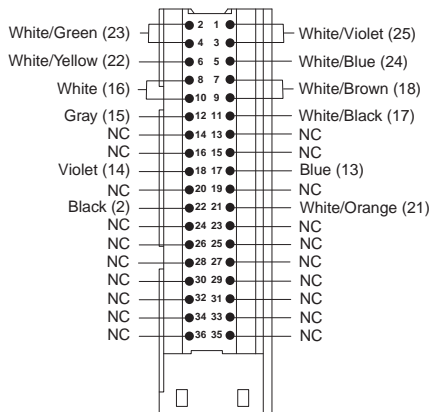 2 1
White/Green (23) White/Violet (25)
4 3
White/Yellow (22) 6 5 White/Blue (24)
8 7
White (16) White/Brown (18)
10 9
Gray (15) 12 11 White/Black (17)
NC 14 13 NC
NC 16 15 NC
Violet (14) 18 17 Blue (13)
NC 20 19 NC
Black (2) 22 21 White/Orange (21)
NC 24 23 NC
NC 26 25 NC
NC 28 27 NC
NC 30 29 NC
NC 32 31 NC
NC 34 33 NC
NC 36 35 NC